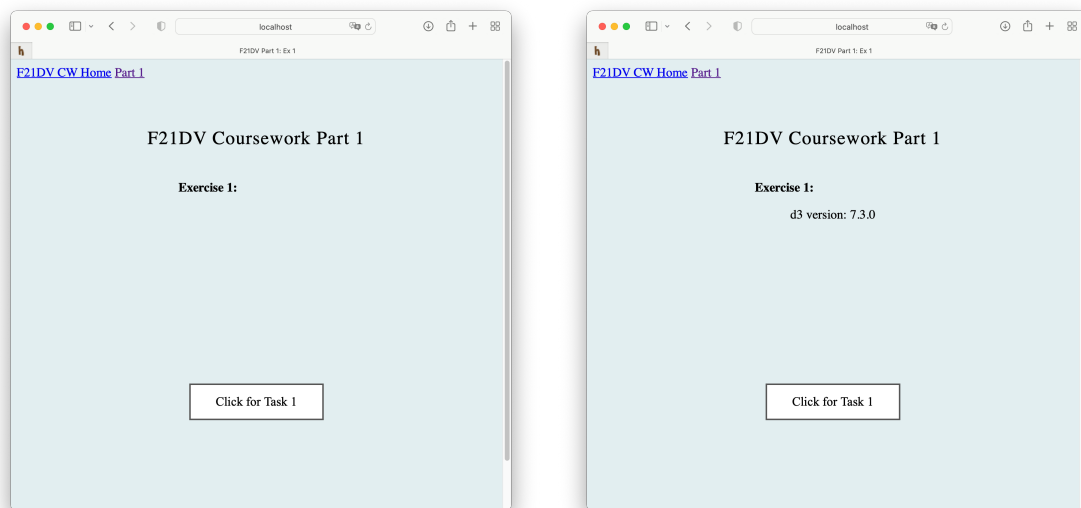 localhost
h
F21DV Part 1: Ex 1
F21DV CW Home Part 1
F21DV Coursework Part 1
Exercise 1:
Click for Task 1
localhost
h
F21DV Part 1: Ex 1
F21DV CW Home Part 1
F21DV Coursework Part 1
Exercise 1:
d3 version: 7.3.0
Click for Task 1